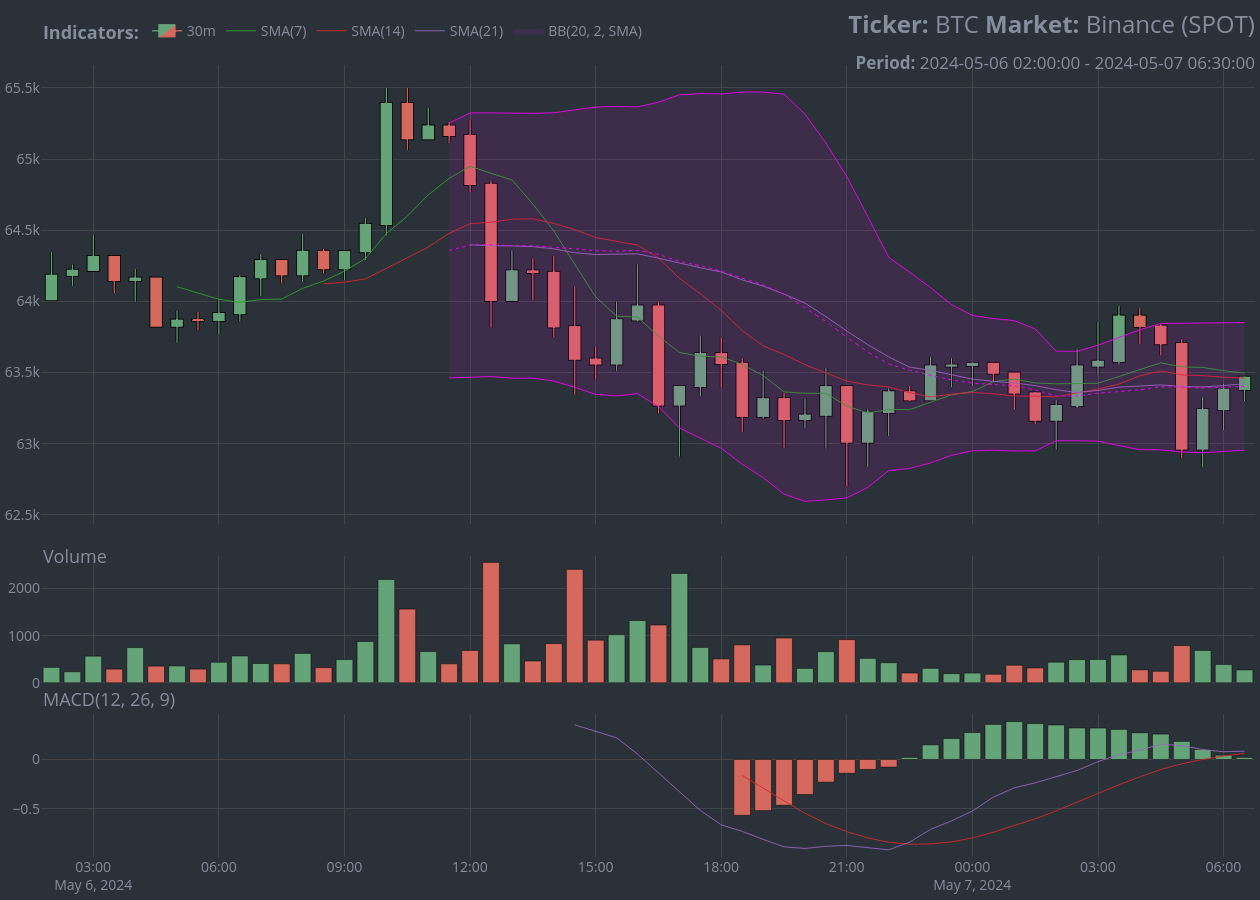 Ticker: BTC Market: Binance (SPOT)
Indicators: 30m SMA(7) SMA(14) SMA(21) BB(20, 2, SMA)
Period: 2024-05-06 02:00:00 - 2024-05-07 06:30:00
65.5k
65k
64.5k
64k
63.5k
63k
62.5k
Volume
2000
1000
0
MACD(12, 26, 9)
0
−0.5
03:00 06:00 09:00 12:00 15:00 18:00 21:00 00:00 03:00 06:00
May 6, 2024 May 7, 2024